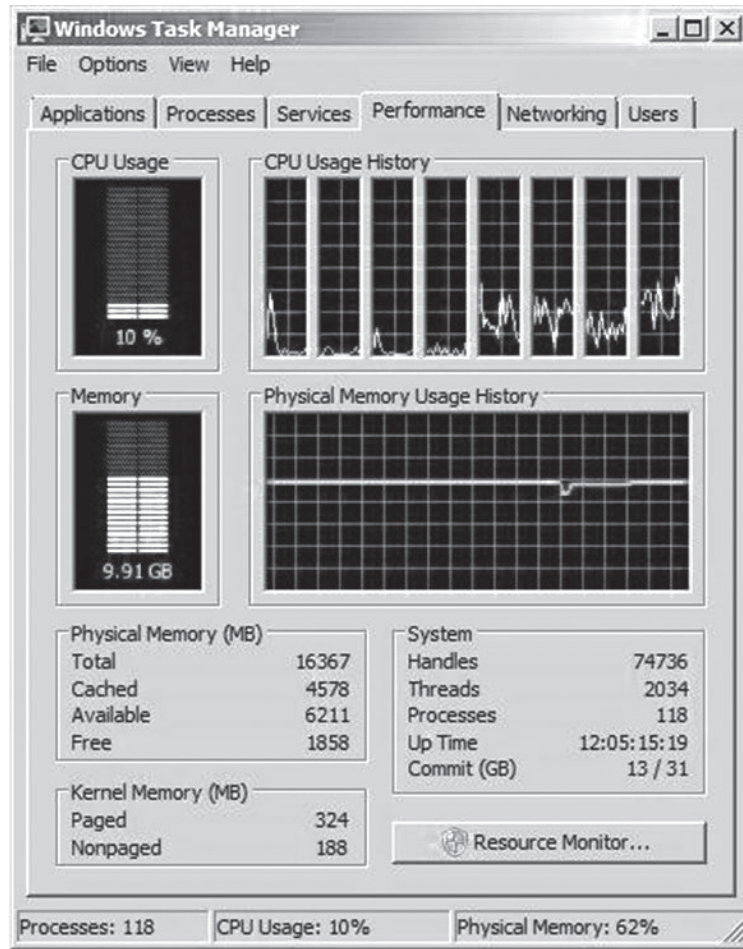 Windows Task Manager
File Options View Help
Applications Processes Services Performance Networking Users
CPU Usage
CPU Usage History
10 %
Memory
Physical Memory Usage History
9.91 GB
Physical Memory (MB)
Total 16367
Cached 4578
Available 6211
Free 1858
Kernel Memory (MB)
Paged 324
Nonpaged 188
System
Handles 74736
Threads 2034
Processes 118
Up Time 12:05:15:19
Commit (GB) 13 / 31
Resource Monitor...
Processes: 118 CPU Usage: 10% Physical Memory: 62%